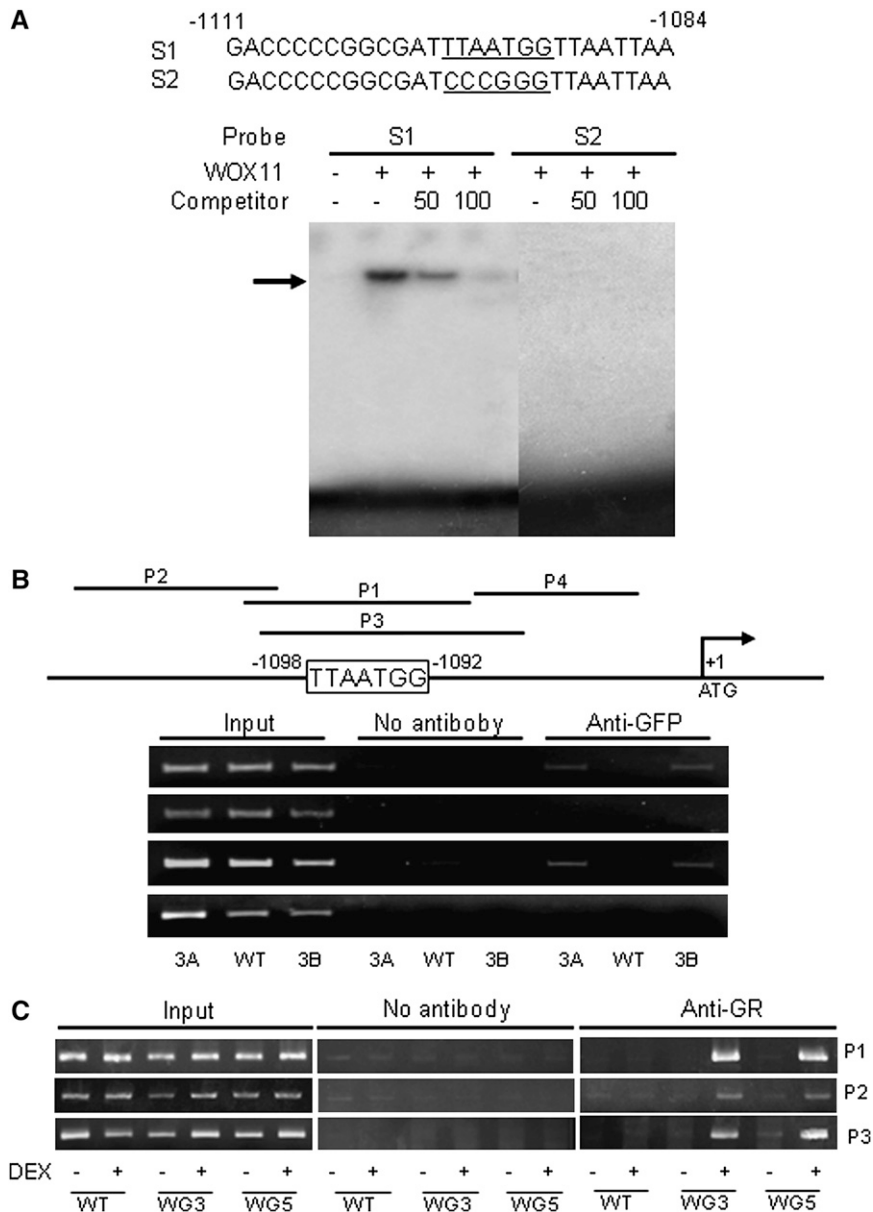 A
-1111 -1084
S1 GACCCCCGGCGATTTAATGGTTAATTAA
S2 GACCCCCGGCGATCCCGGGTTAATTAA
Probe S1 S2
WOX11 - + + + + + +
Competitor - - 50 100 - 50 100
B
P2 P4
P1
P3
-1098 TTAATGG -1092 +1
ATG
Input No antiboby Anti-GFP
3A WT 3B 3A WT 3B 3A WT 3B
C
Input No antibody Anti-GR
P1
P2
P3
DEX - + - + - + - + - + - + - + - + - +
WT WG3 WG5 WT WG3 WG5 WT WG3 WG5